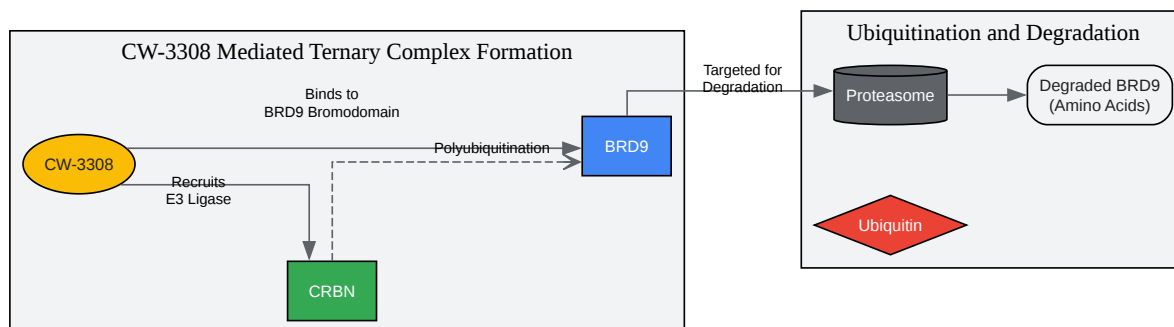 CW-3308 Mediated Ternary Complex Formation
Ubiquitination and Degradation
Binds to
BRD9 Bromodomain
Targeted for
Degradation
Proteasome
Degraded BRD9
(Amino Acids)
CW-3308
Polyubiquitination
BRD9
Recruits
E3 Ligase
Ubiquitin
CRBN